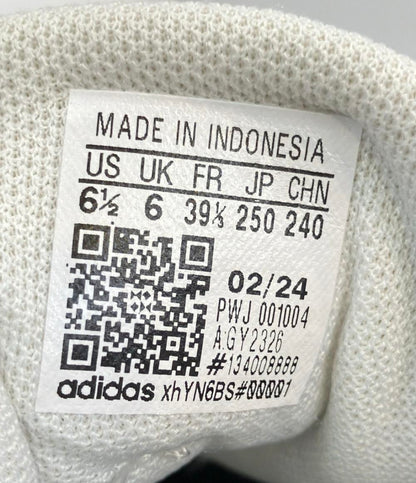 MADE IN INDONESIA
US UK FR JP CHN
6½ 6 39⅓ 250 240
02/24
PWJ 001004
AGY2326
#134008888
adidas xhYN6BS#00001